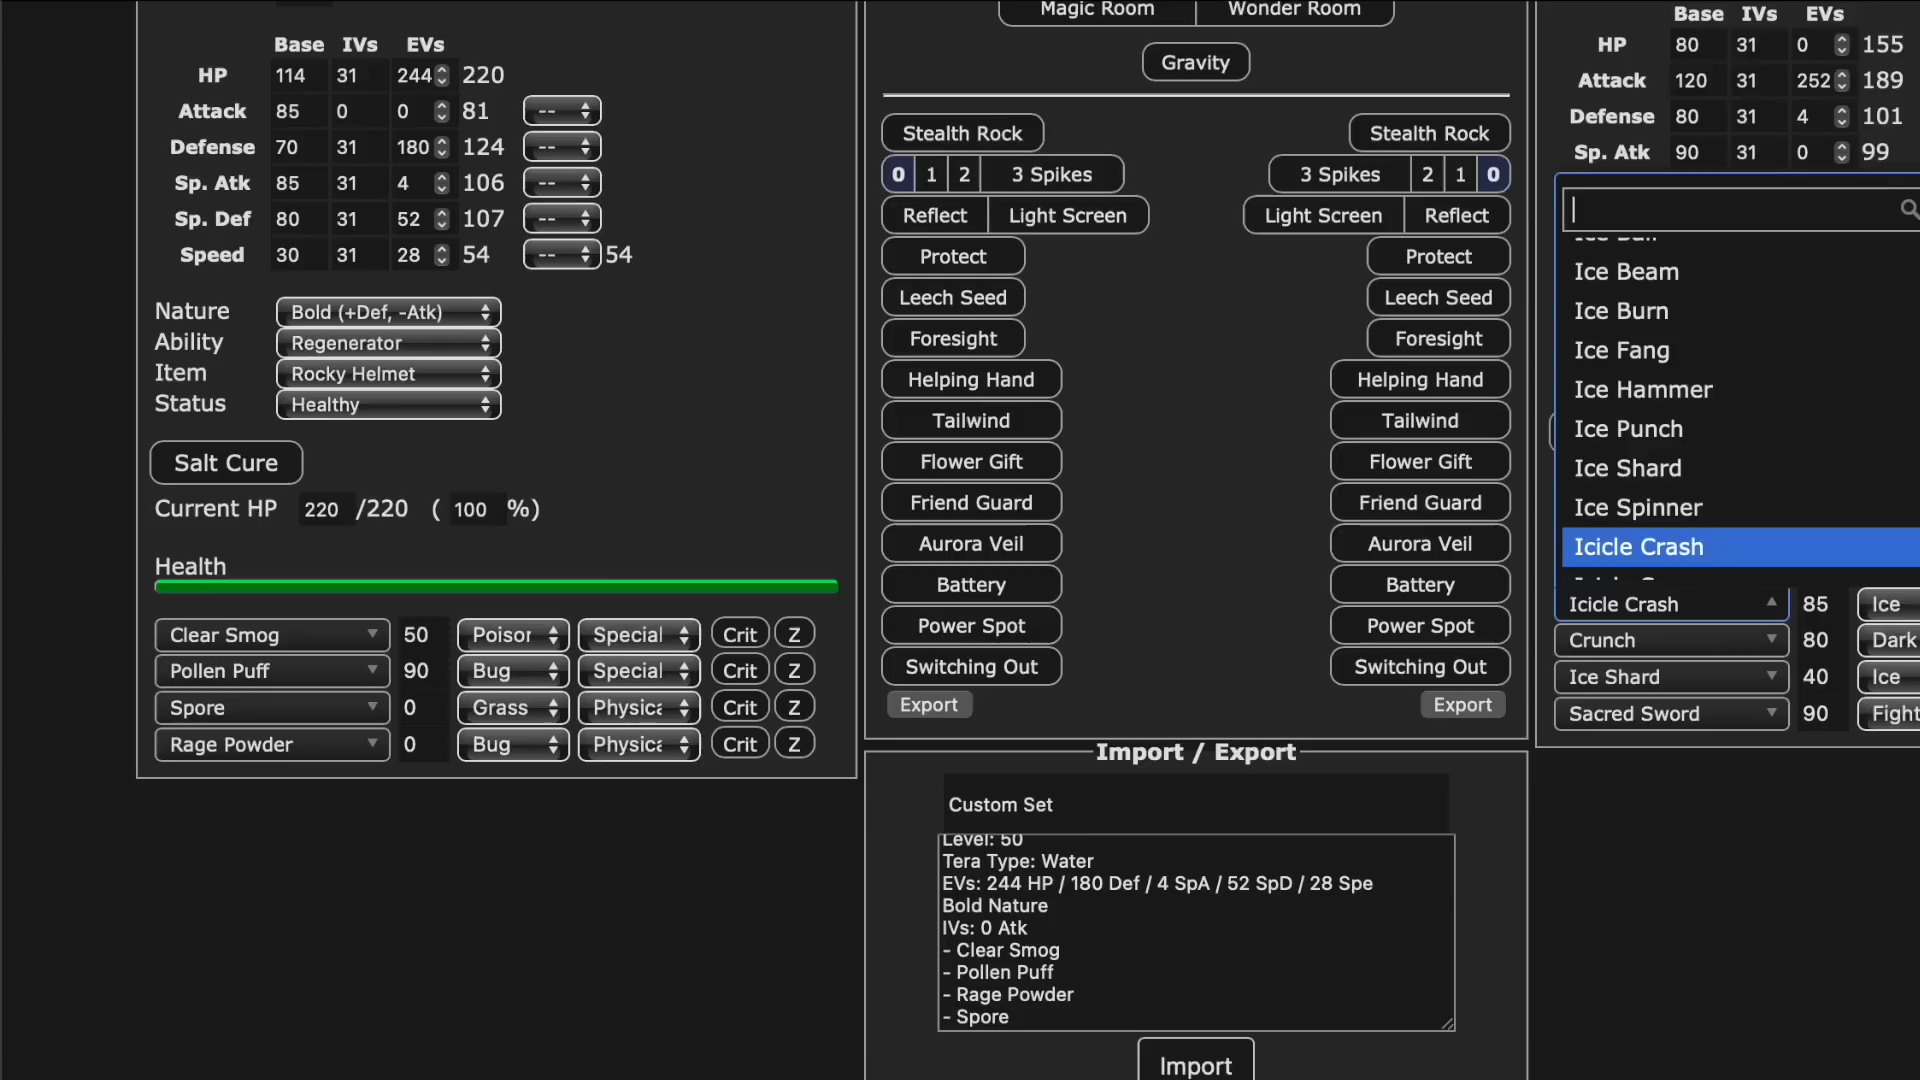 Base IVs EVs
HP 114 31 244 220
Attack 85 0 0 81 --
Defense 70 31 180 124 --
Sp. Atk 85 31 4 106 --
Sp. Def 80 31 52 107 --
Speed 30 31 28 54 -- 54
Nature Bold (+Def, -Atk)
Ability Regenerator
Item Rocky Helmet
Status Healthy
Salt Cure
Current HP 220 /220 ( 100 %)
Health
Clear Smog 50 Poisor Special Crit Z
Pollen Puff 90 Bug Special Crit Z
Spore 0 Grass Physica Crit Z
Rage Powder 0 Bug Physica Crit Z
Magic Room Wonder Room
Gravity
Stealth Rock Stealth Rock
0 1 2 3 Spikes 3 Spikes 2 1 0
Reflect Light Screen Light Screen Reflect
Protect Protect
Leech Seed Leech Seed
Foresight Foresight
Helping Hand Helping Hand
Tailwind Tailwind
Flower Gift Flower Gift
Friend Guard Friend Guard
Aurora Veil Aurora Veil
Battery Battery
Power Spot Power Spot
Switching Out Switching Out
Export Export
Import / Export
Custom Set
Level: 50
Tera Type: Water
EVs: 244 HP / 180 Def / 4 SpA / 52 SpD / 28 Spe
Bold Nature
IVs: 0 Atk
- Clear Smog
- Pollen Puff
- Rage Powder
- Spore
Import
Base IVs EVs
HP 80 31 0 155
Attack 120 31 252 189
Defense 80 31 4 101
Sp. Atk 90 31 0 99
Ice Beam
Ice Burn
Ice Fang
Ice Hammer
Ice Punch
Ice Shard
Ice Spinner
Icicle Crash
Icicle Crash 85 Ice
Crunch 80 Dark
Ice Shard 40 Ice
Sacred Sword 90 Fight